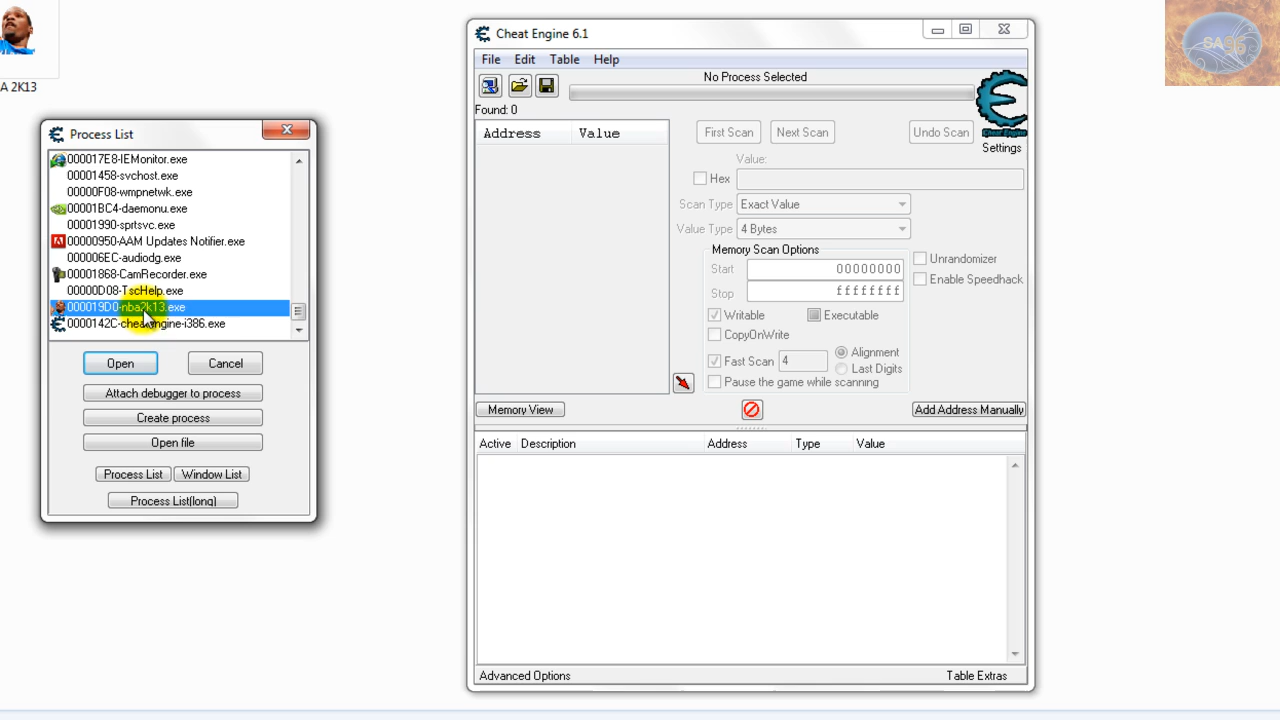 A 2K13
SA96
Process List
000017E8-IEMonitor.exe
00001458-svchost.exe
00000F08-wmpnetwk.exe
00001BC4-daemonu.exe
00001990-sprtsvc.exe
00000950-AAM Updates Notifier.exe
000006EC-audiodg.exe
00001868-CamRecorder.exe
00000D08-TscHelp.exe
000019D0-nba2k13.exe
0000142C-cheatengine-i386.exe
Open
Cancel
Attach debugger to process
Create process
Open file
Process List
Window List
Process List(long)
Cheat Engine 6.1
File Edit Table Help
No Process Selected
Found: 0
Address Value
First Scan Next Scan Undo Scan
Cheat Engine
Settings
Value:
Hex
Scan Type Exact Value
Value Type 4 Bytes
Memory Scan Options
Start 00000000
Stop ffffffff
Writable Executable
CopyOnWrite
Fast Scan 4 Alignment
Last Digits
Pause the game while scanning
Unrandomizer
Enable Speedhack
Memory View
Add Address Manually
Active Description Address Type Value
Advanced Options
Table Extras